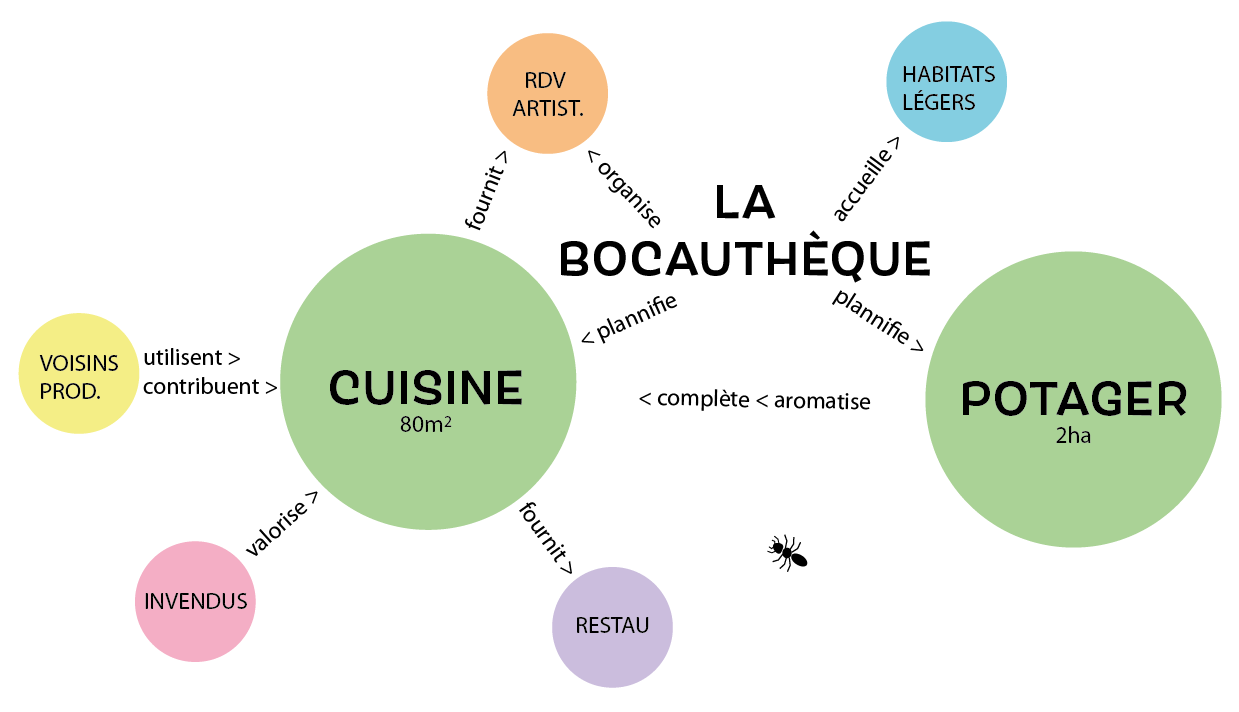 RDV
ARTIST.
HABITATS
LÉGERS
fournit >
< organise
accueille >
LA
BOCAUTHÈQUE
< plannifie
plannifie >
VOISINS
PROD.
utilisent >
contribuent >
CUISINE
80m²
< complète < aromatise
POTAGER
2ha
valorise >
fournit >
INVENDUS
RESTAU